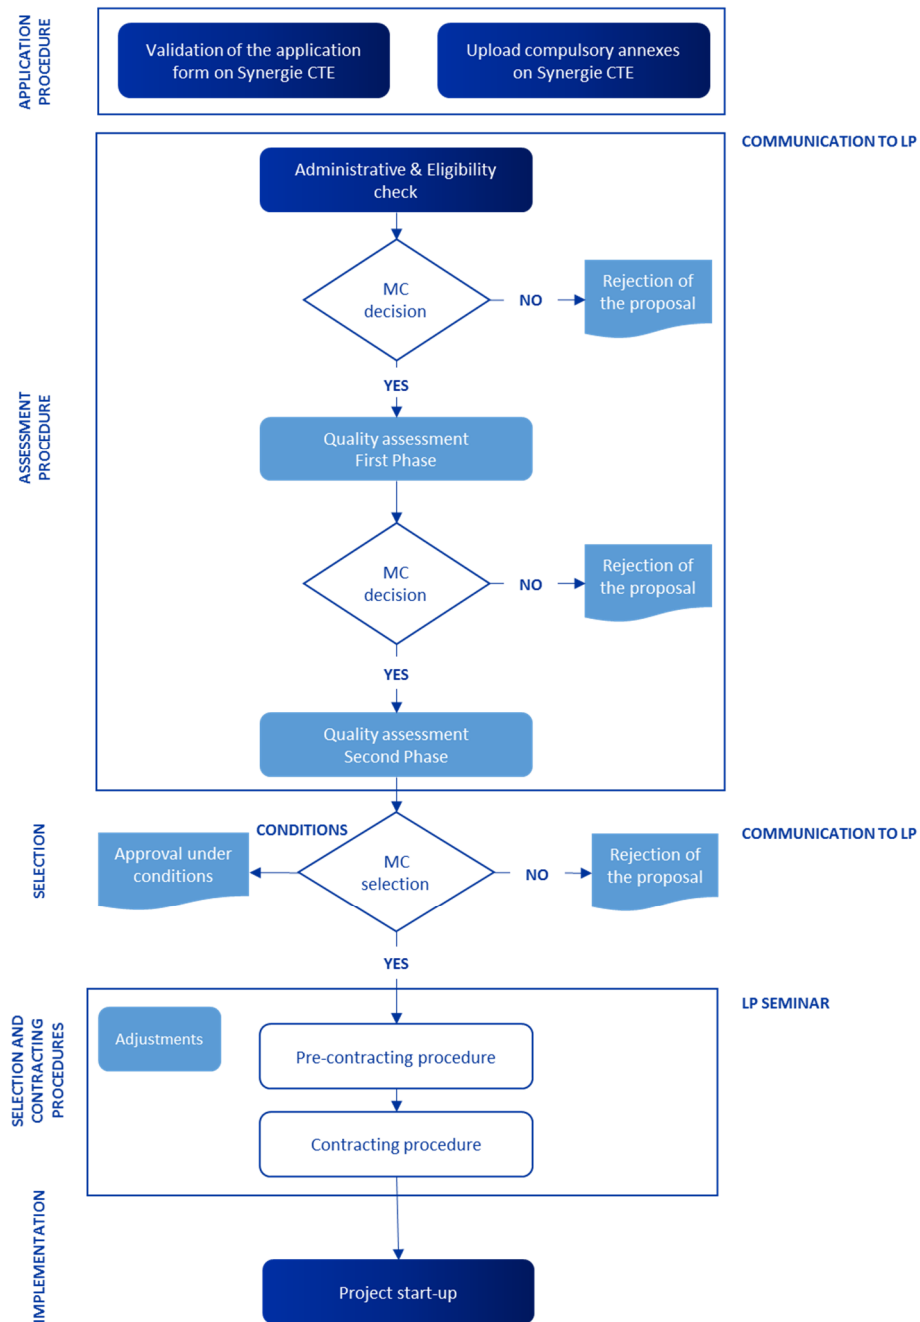 APPLICATION
PROCEDURE
Validation of the application
form on Synergie CTE
Upload compulsory annexes
on Synergie CTE
COMMUNICATION TO LP
ASSESSMENT
PROCEDURE
Administrative & Eligibility
check
MC
decision
NO
Rejection of
the proposal
YES
Quality assessment
First Phase
MC
decision
NO
Rejection of
the proposal
YES
Quality assessment
Second Phase
SELECTION
CONDITIONS
COMMUNICATION TO LP
Approval under
conditions
MC
selection
NO
Rejection of
the proposal
YES
SELECTION AND
CONTRACTING
PROCEDURES
LP SEMINAR
Adjustments
Pre-contracting procedure
Contracting procedure
IMPLEMENTATION
Project start-up